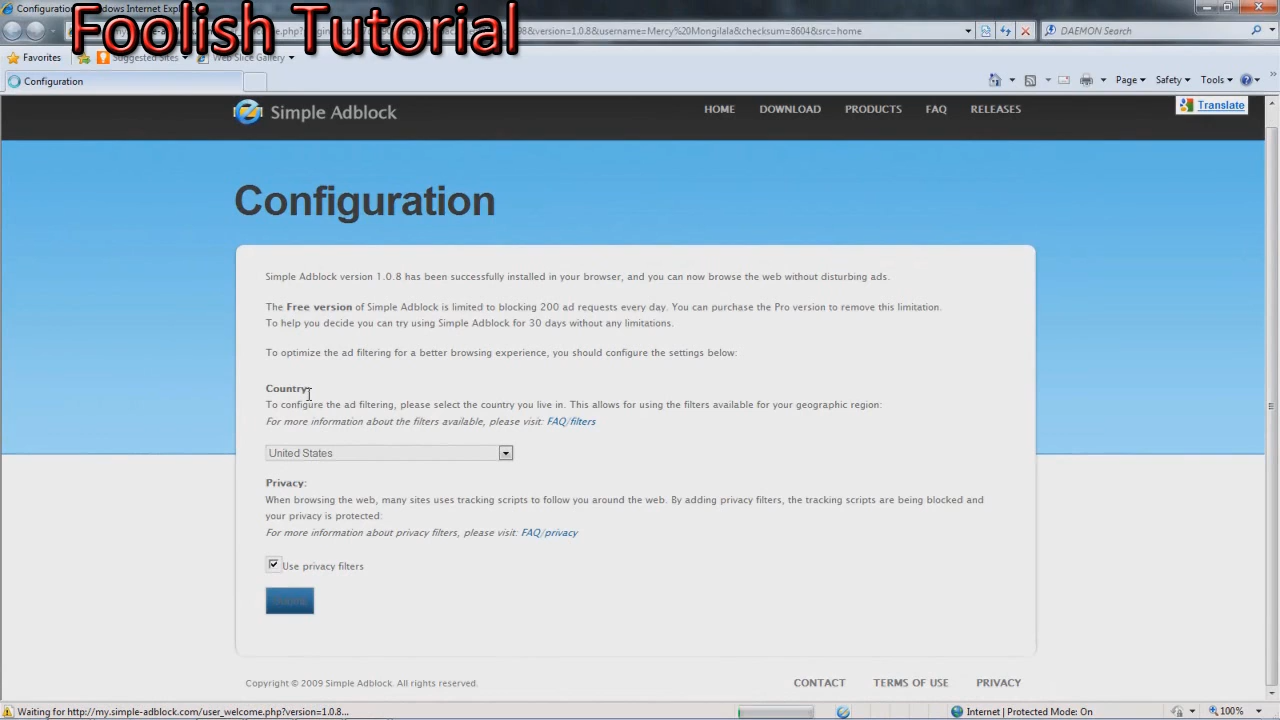 Foolish Tutorial
Configuration
version=1.0.8&username=Mercy%20Mongilala&checksum=8604&src=home
DAEMON Search
Favorites
Suggested Sites
Web Slice Gallery
Configuration
Page
Safety
Tools
Simple Adblock
HOME
DOWNLOAD
PRODUCTS
FAQ
RELEASES
Translate
Configuration
Simple Adblock version 1.0.8 has been successfully installed in your browser, and you can now browse the web without disturbing ads.
The Free version of Simple Adblock is limited to blocking 200 ad requests every day. You can purchase the Pro version to remove this limitation.
To help you decide you can try using Simple Adblock for 30 days without any limitations.
To optimize the ad filtering for a better browsing experience, you should configure the settings below:
Country:
To configure the ad filtering, please select the country you live in. This allows for using the filters available for your geographic region:
For more information about the filters available, please visit: FAQ/filters
United States
Privacy:
When browsing the web, many sites uses tracking scripts to follow you around the web. By adding privacy filters, the tracking scripts are being blocked and
your privacy is protected:
For more information about privacy filters, please visit: FAQ/privacy
Use privacy filters
Copyright © 2009 Simple Adblock. All rights reserved.
CONTACT
TERMS OF USE
PRIVACY
Waiting for http://my.simple-adblock.com/user_welcome.php?version=1.0.8...
Internet | Protected Mode: On
100%